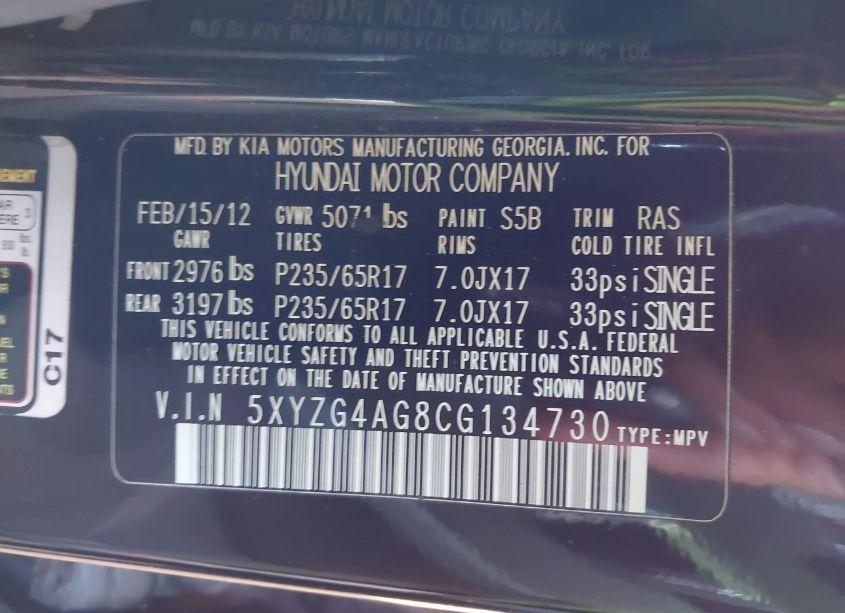 MFD. BY KIA MOTORS MANUFACTURING GEORGIA. INC. FOR
HYUNDAI MOTOR COMPANY
FEB/15/12 GVWR 5071 lbs PAINT S5B TRIM RAS
GAWR TIRES RIMS COLD TIRE INFL
FRONT 2976 lbs P235/65R17 7.0JX17 33psi SINGLE
REAR 3197 lbs P235/65R17 7.0JX17 33psi SINGLE
THIS VEHICLE CONFORMS TO ALL APPLICABLE U.S.A. FEDERAL
MOTOR VEHICLE SAFETY AND THEFT PREVENTION STANDARDS
IN EFFECT ON THE DATE OF MANUFACTURE SHOWN ABOVE
V.I.N 5XYZG4AG8CG134730 TYPE:MPV
C17